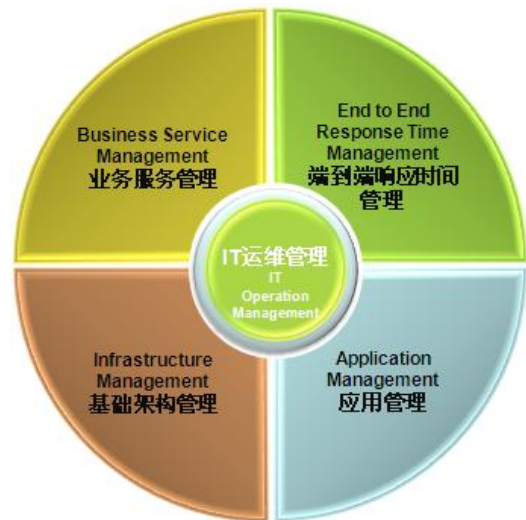 Business Service
Management
业务服务管理
End to End
Response Time
Management
端到端响应时间
管理
IT运维管理
IT
Operation
Management
Infrastructure
Management
基础架构管理
Application
Management
应用管理